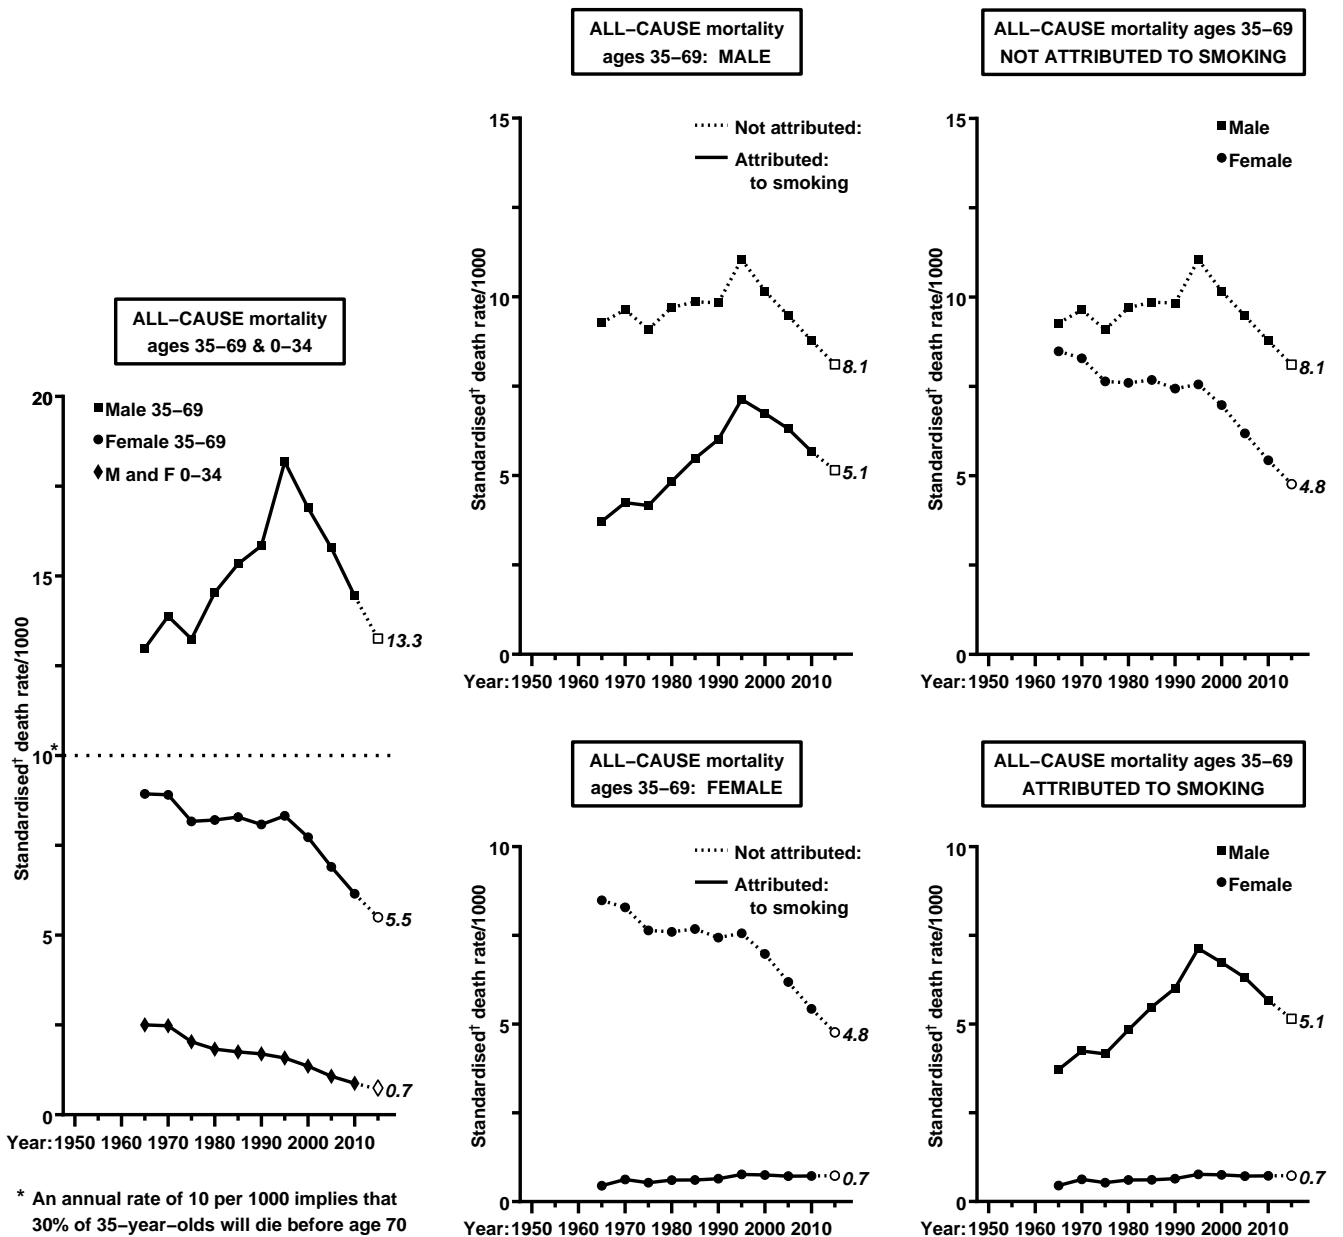 ALL–CAUSE mortality
ages 35–69 & 0–34
Standardised† death rate/1000
20
15
10*
5
0
Male 35–69
Female 35–69
M and F 0–34
13.3
5.5
0.7
Year: 1950 1960 1970 1980 1990 2000 2010
* An annual rate of 10 per 1000 implies that
30% of 35–year–olds will die before age 70
ALL–CAUSE mortality
ages 35–69: MALE
Standardised† death rate/1000
15
10
5
0
Not attributed:
Attributed:
to smoking
8.1
5.1
Year: 1950 1960 1970 1980 1990 2000 2010
ALL–CAUSE mortality ages 35–69
NOT ATTRIBUTED TO SMOKING
Standardised† death rate/1000
15
10
5
0
Male
Female
8.1
4.8
Year: 1950 1960 1970 1980 1990 2000 2010
ALL–CAUSE mortality
ages 35–69: FEMALE
Standardised† death rate/1000
10
5
0
Not attributed:
Attributed:
to smoking
4.8
0.7
Year: 1950 1960 1970 1980 1990 2000 2010
ALL–CAUSE mortality ages 35–69
ATTRIBUTED TO SMOKING
Standardised† death rate/1000
10
5
0
Male
Female
5.1
0.7
Year: 1950 1960 1970 1980 1990 2000 2010